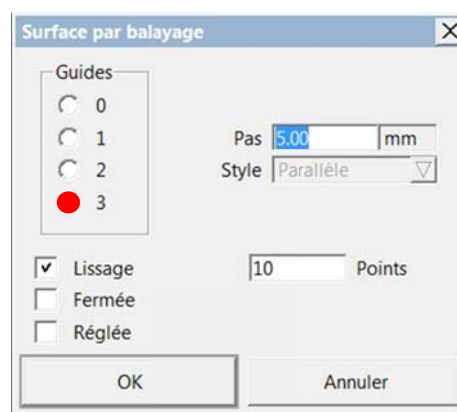 Surface par balayage
Guides
0
1
2
3
Pas 5.00 mm
Style Parallèle
Lissage 10 Points
Fermée
Réglée
OK Annuler